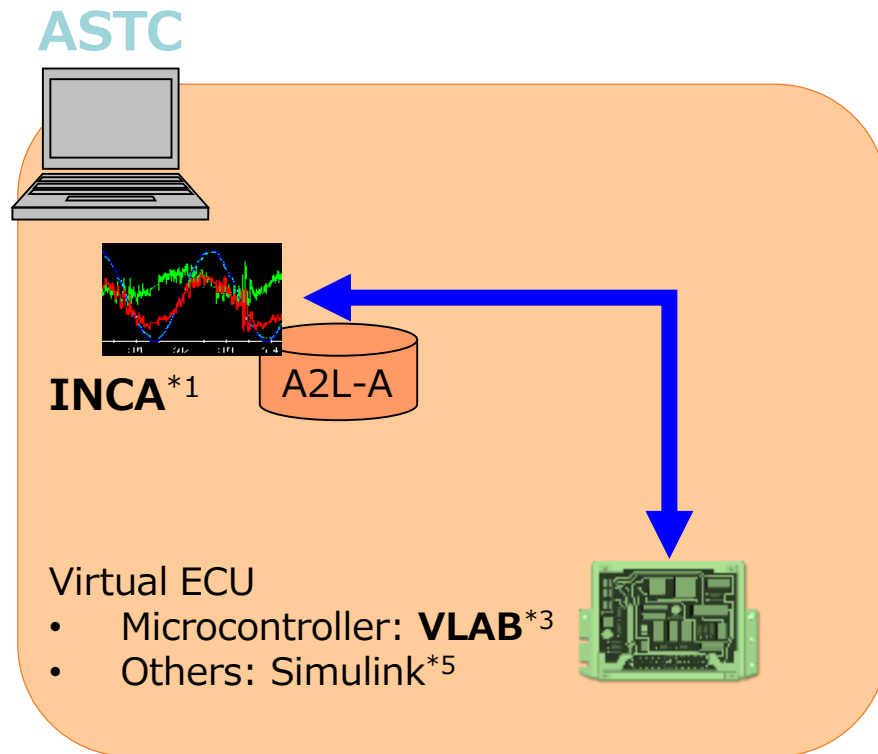 ASTC
INCA*1
A2L-A
Virtual ECU
• Microcontroller: VLAB*3
• Others: Simulink*5